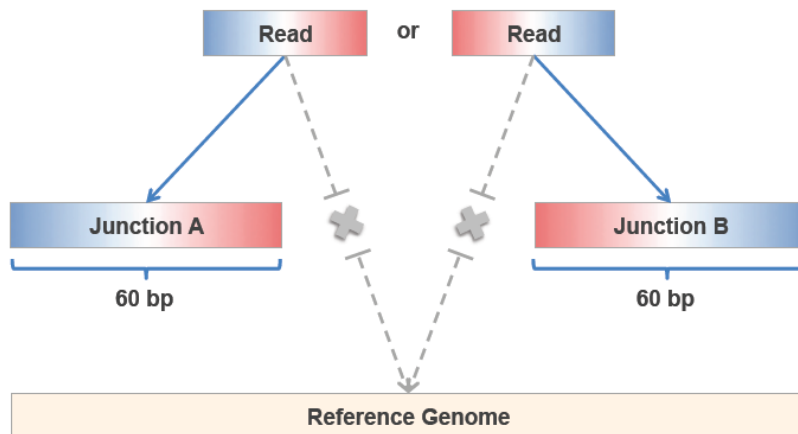 Read or Read
Junction A Junction B
60 bp 60 bp
Reference Genome